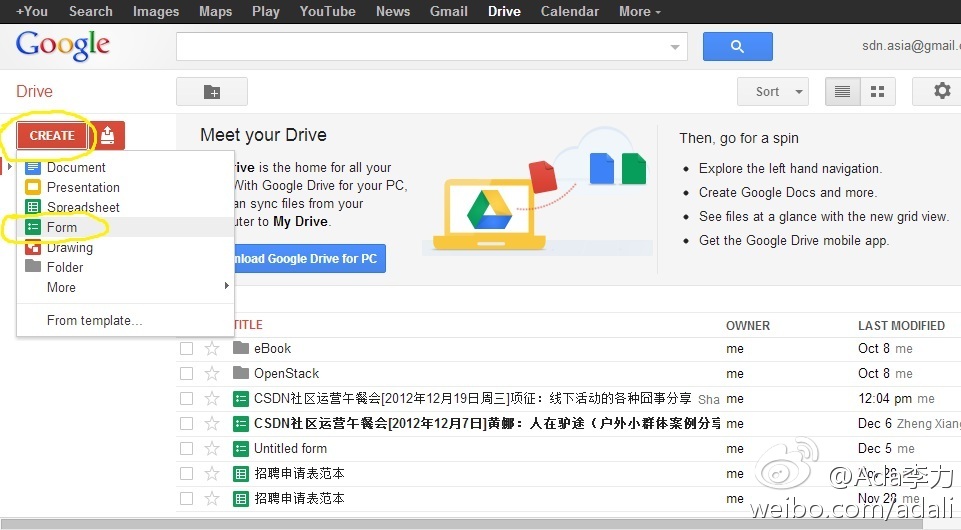 +You Search Images Maps Play YouTube News Gmail Drive Calendar More
Google
sdn.asia@gmail.c
Drive
Sort
CREATE
Document
Presentation
Spreadsheet
Form
Drawing
Folder
More
From template...
Meet your Drive
rive is the home for all your
With Google Drive for your PC,
an sync files from your
uter to My Drive.
nload Google Drive for PC
Then, go for a spin
Explore the left hand navigation.
Create Google Docs and more.
See files at a glance with the new grid view.
Get the Google Drive mobile app.
TITLE OWNER LAST MODIFIED
eBook me Oct 8 me
OpenStack me Oct 8 me
CSDN社区运营午餐会[2012年12月19日周三]项征：线下活动的各种囧事分享 Sha me 12:04 pm me
CSDN社区运营午餐会[2012年12月7日]黄娜：人在驴途（户外小群体案例分享 me Dec 6 Zheng Xiang
Untitled form me Dec 5 me
招聘申请表范本 me Nov 28 me
招聘申请表范本 me Nov 28 me
@Ada李力
weibo.com/adali